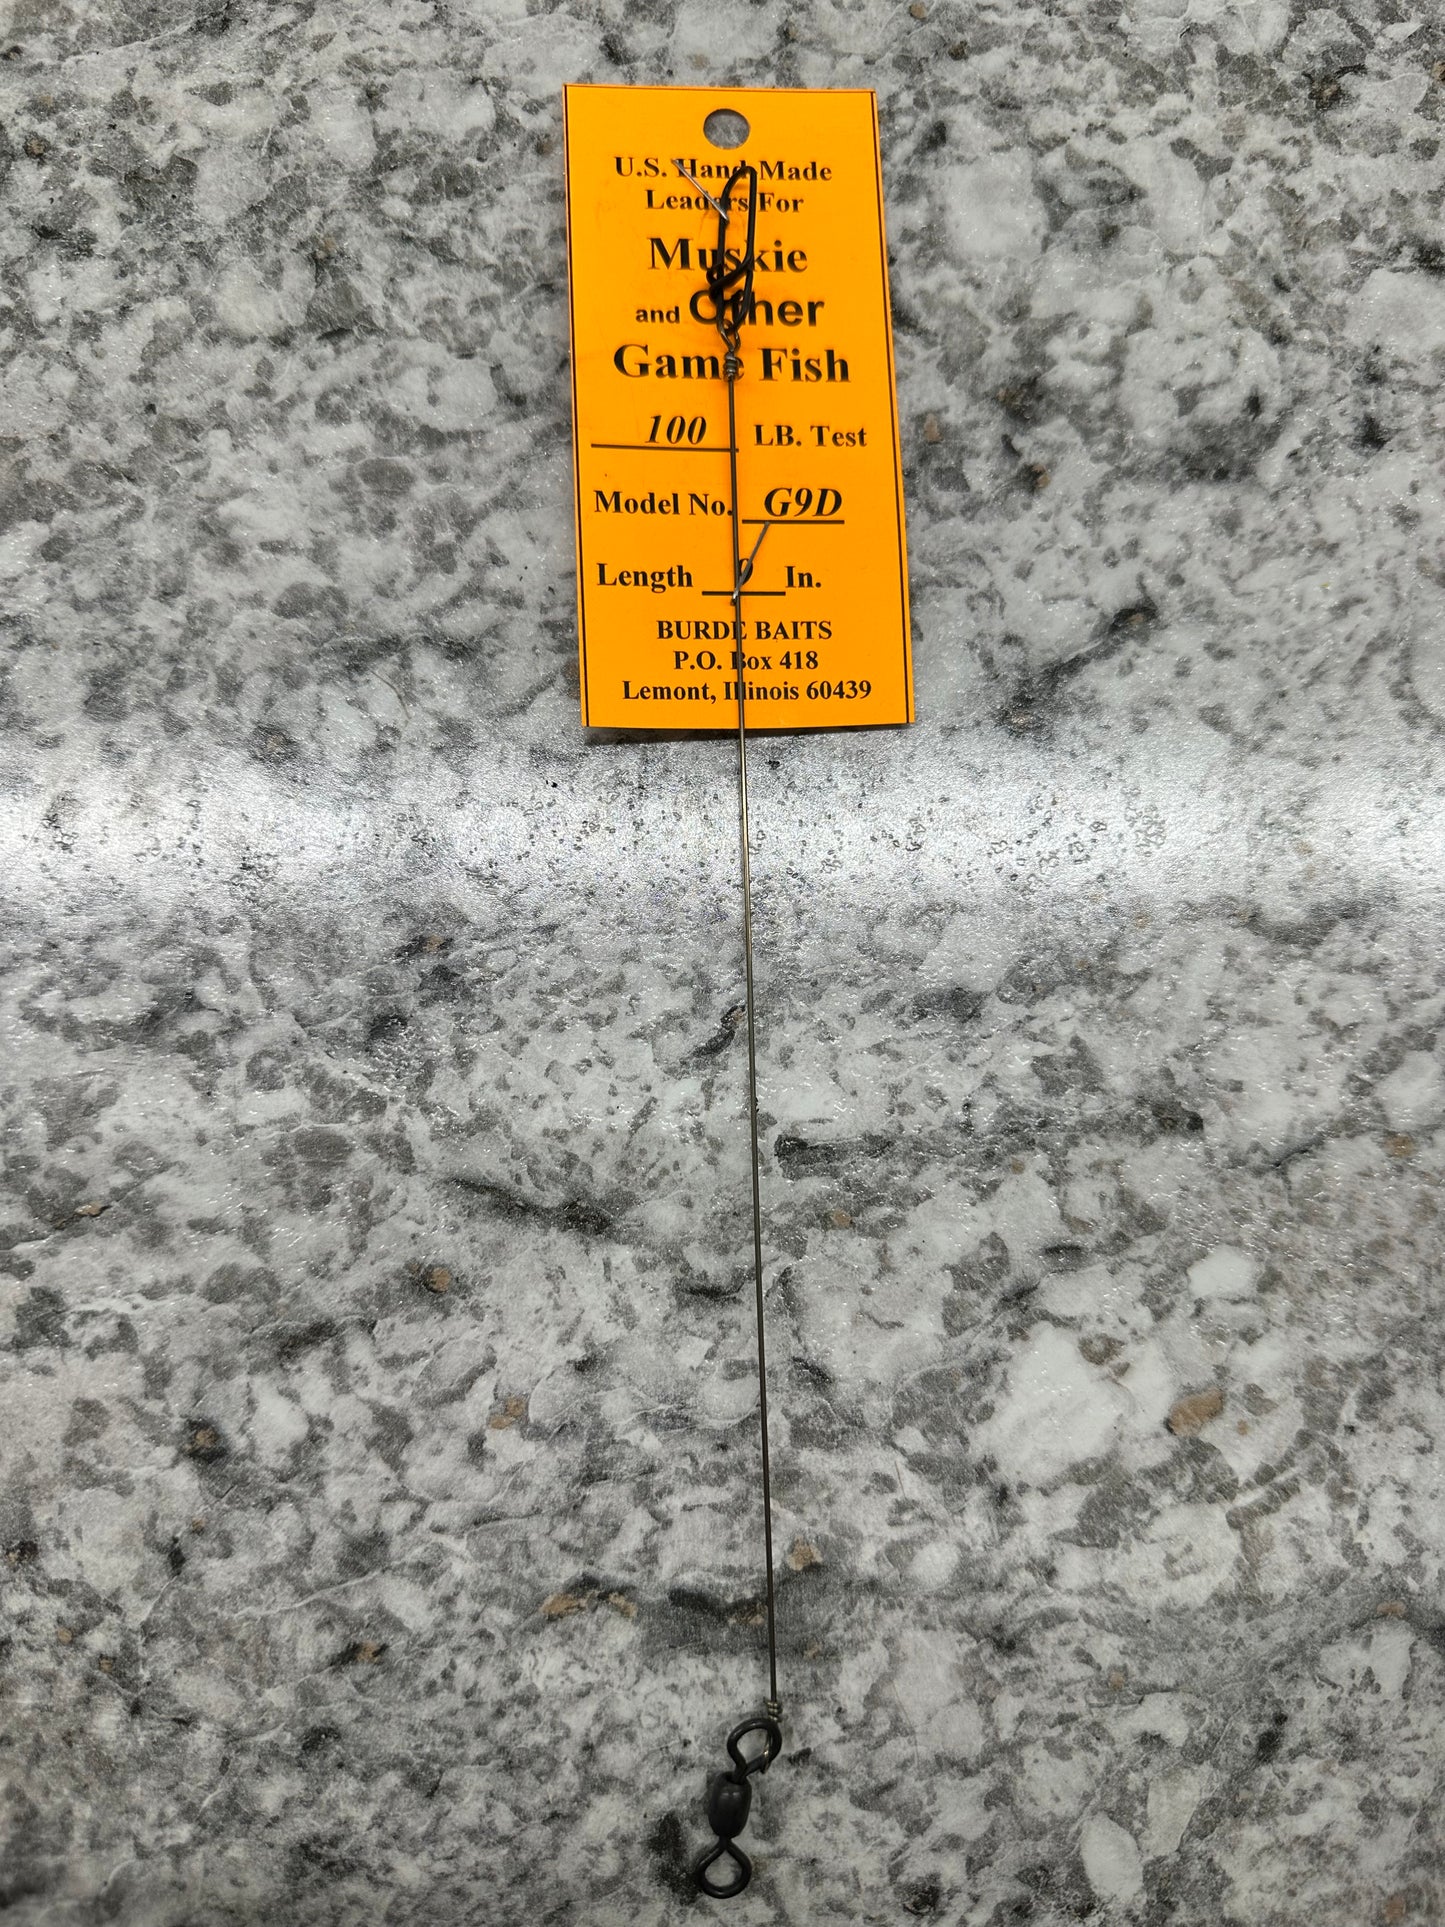 U.S. Hand-Made
Leaders For
Muskie
and Other
Game Fish
100 LB. Test
Model No. G9D
Length 9 In.
BURDE BAITS
P.O. Box 418
Lemont, Illinois 60439